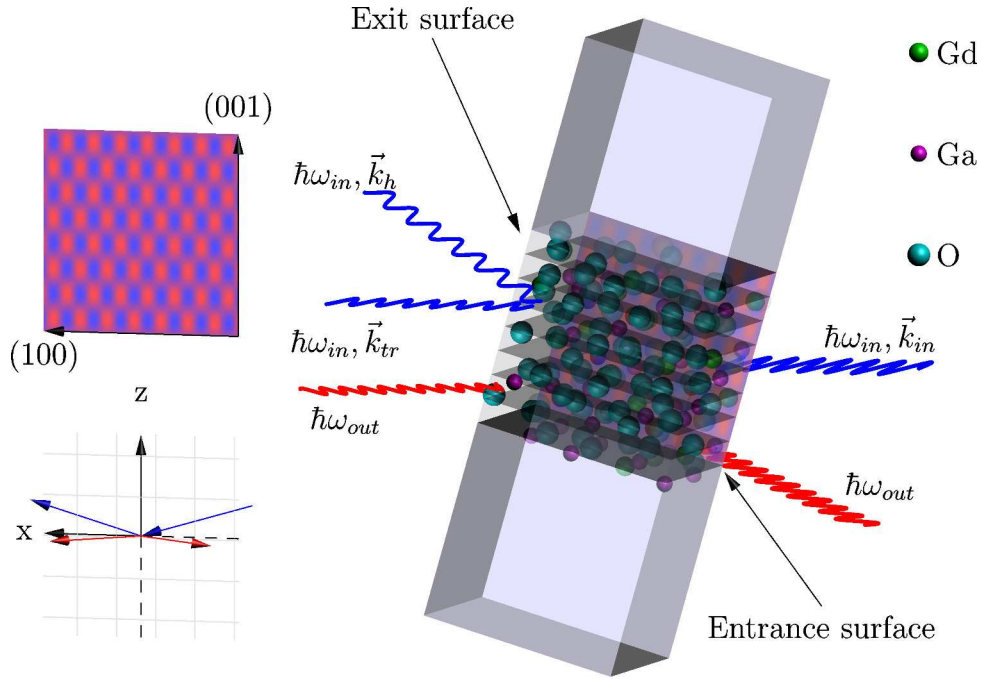 Exit surface
Gd
(001)
Ga
ħω_in, k⃗_h
O
ħω_in, k⃗_tr
ħω_in, k⃗_in
(100)
z
ħω_out
ħω_out
x
Entrance surface